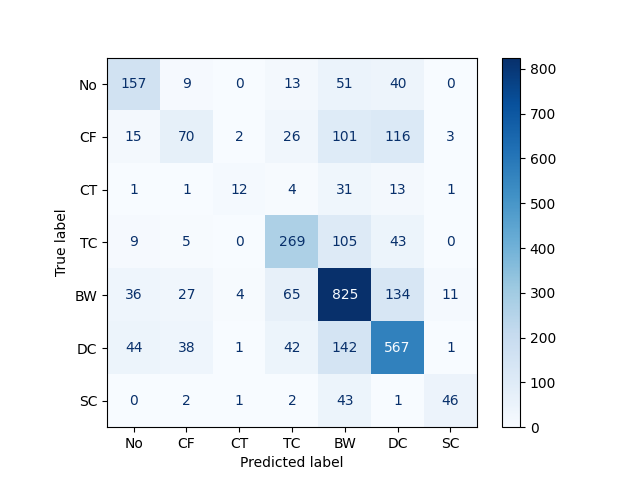 No 157 9 0 13 51 40 0
CF 15 70 2 26 101 116 3
CT 1 1 12 4 31 13 1
TC 9 5 0 269 105 43 0
BW 36 27 4 65 825 134 11
DC 44 38 1 42 142 567 1
SC 0 2 1 2 43 1 46
No CF CT TC BW DC SC
Predicted label
True label
800
700
600
500
400
300
200
100
0